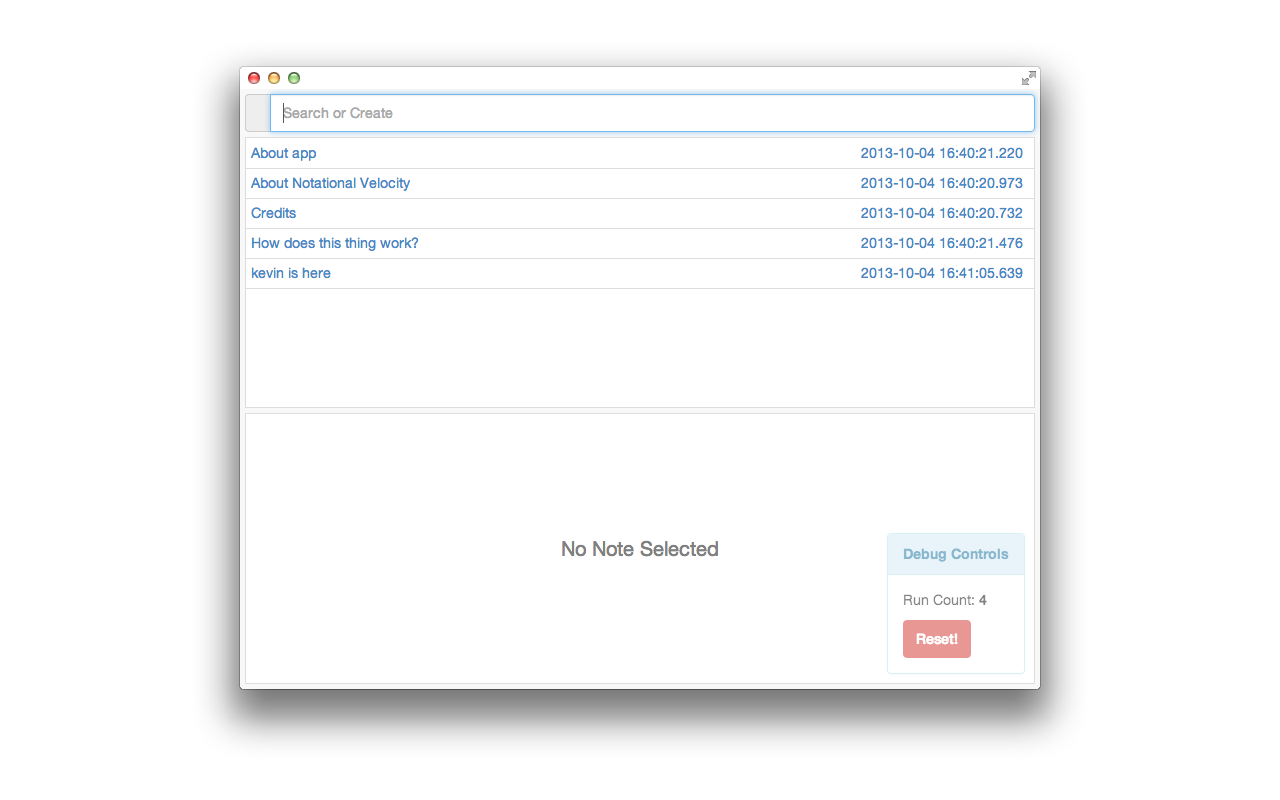 Search or Create
About app 2013-10-04 16:40:21.220
About Notational Velocity 2013-10-04 16:40:20.973
Credits 2013-10-04 16:40:20.732
How does this thing work? 2013-10-04 16:40:21.476
kevin is here 2013-10-04 16:41:05.639
No Note Selected
Debug Controls
Run Count: 4
Reset!